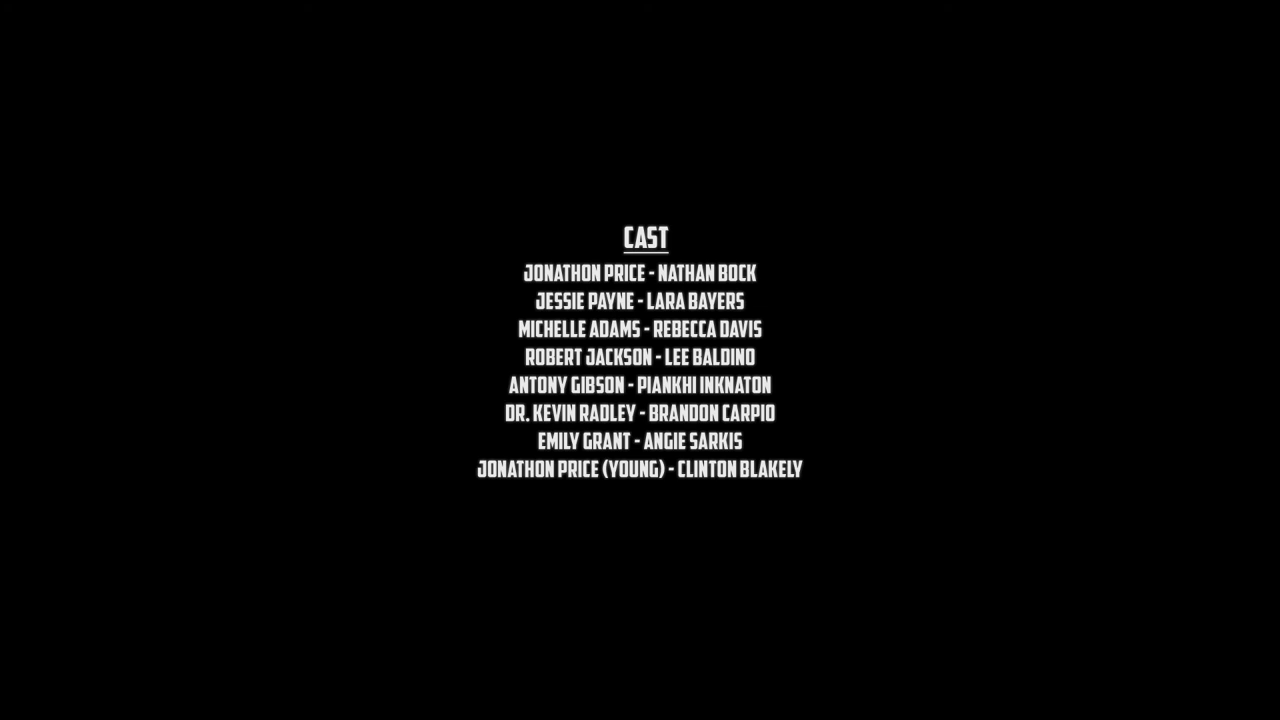 CAST
JONATHON PRICE - NATHAN BOCK
JESSIE PAYNE - LARA BAYERS
MICHELLE ADAMS - REBECCA DAVIS
ROBERT JACKSON - LEE BALDINO
ANTONY GIBSON - PIANKHI INKNATON
DR. KEVIN RADLEY - BRANDON CARPIO
EMILY GRANT - ANGIE SARKIS
JONATHON PRICE (YOUNG) - CLINTON BLAKELY